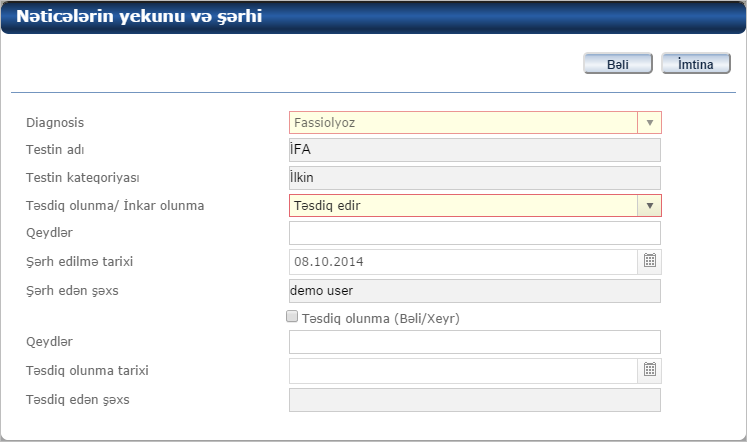 Nəticələrin yekunu və şərhi
Bəli İmtina
Diagnosis Fassiolyoz
Testin adı İFA
Testin kateqoriyası İlkin
Təsdiq olunma/ İnkar olunma Təsdiq edir
Qeydlər
Şərh edilmə tarixi 08.10.2014
Şərh edən şəxs demo user
Təsdiq olunma (Bəli/Xeyr)
Qeydlər
Təsdiq olunma tarixi
Təsdiq edən şəxs